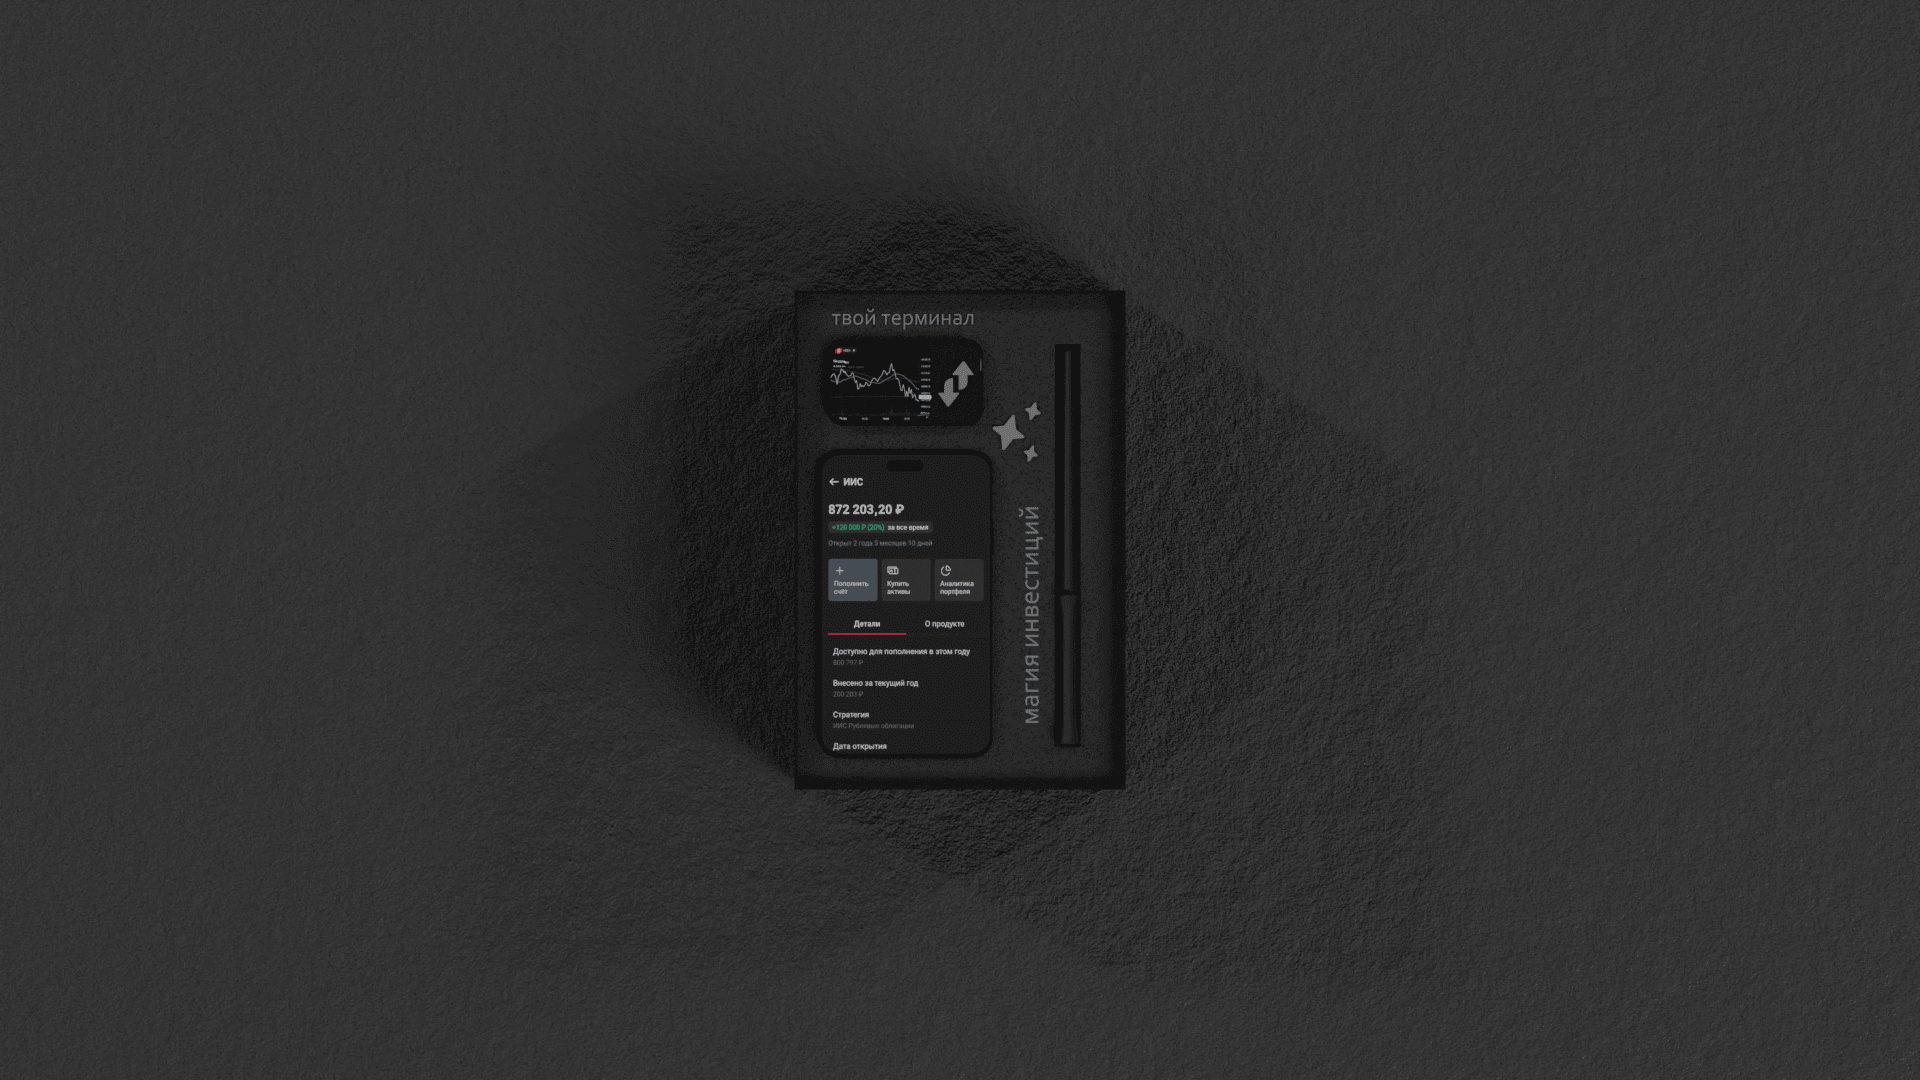 твой терминал
← ИИС
872 203,20 ₽
+120 000 ₽ (20%) за все время
Открыт 2 года 5 месяцев 10 дней
Пополнить
счёт
Купить
активы
Аналитика
портфеля
Детали
О продукте
Доступно для пополнения в этом году
800 797 ₽
Внесено за текущий год
200 203 ₽
Стратегия
ИИС Рублевые облигации
Дата открытия
магия инвестиций